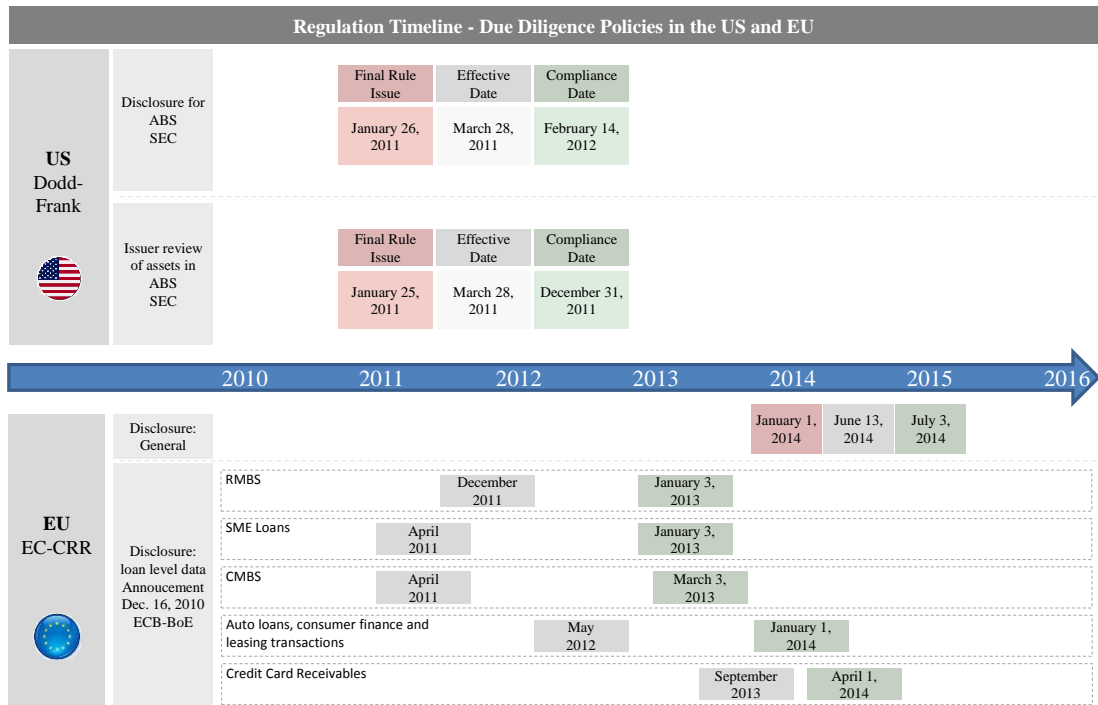 Regulation Timeline - Due Diligence Policies in the US and EU
US
Dodd-
Frank
Disclosure for
ABS
SEC
Final Rule
Issue
Effective
Date
Compliance
Date
January 26,
2011
March 28,
2011
February 14,
2012
Issuer review
of assets in
ABS
SEC
Final Rule
Issue
Effective
Date
Compliance
Date
January 25,
2011
March 28,
2011
December 31,
2011
2010 2011 2012 2013 2014 2015 2016
EU
EC-CRR
Disclosure:
General
January 1,
2014
June 13,
2014
July 3,
2014
Disclosure:
loan level data
Annoucement
Dec. 16, 2010
ECB-BoE
RMBS
December
2011
January 3,
2013
SME Loans
April
2011
January 3,
2013
CMBS
April
2011
March 3,
2013
Auto loans, consumer finance and
leasing transactions
May
2012
January 1,
2014
Credit Card Receivables
September
2013
April 1,
2014